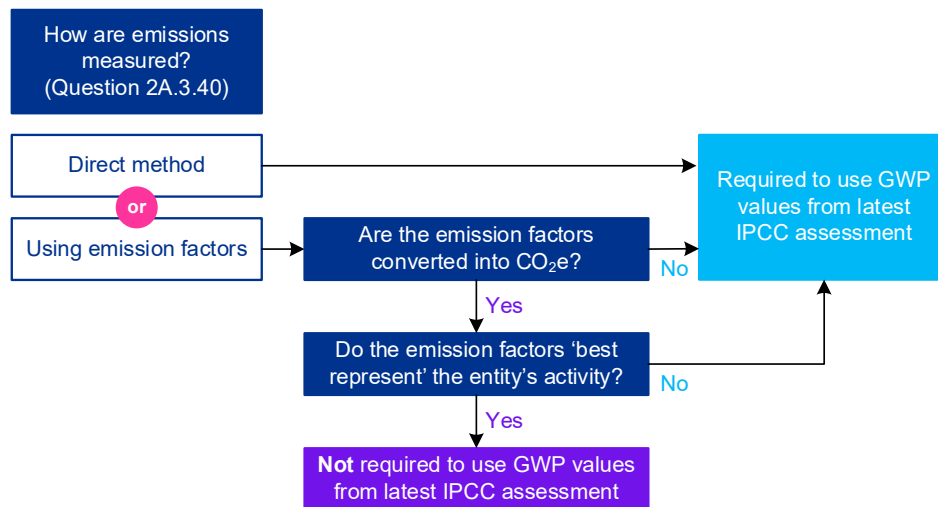 How are emissions
measured?
(Question 2A.3.40)
Direct method
or
Using emission factors
Are the emission factors
converted into CO₂e?
No
Required to use GWP
values from latest
IPCC assessment
Yes
Do the emission factors ‘best
represent’ the entity’s activity?
No
Yes
Not required to use GWP values
from latest IPCC assessment